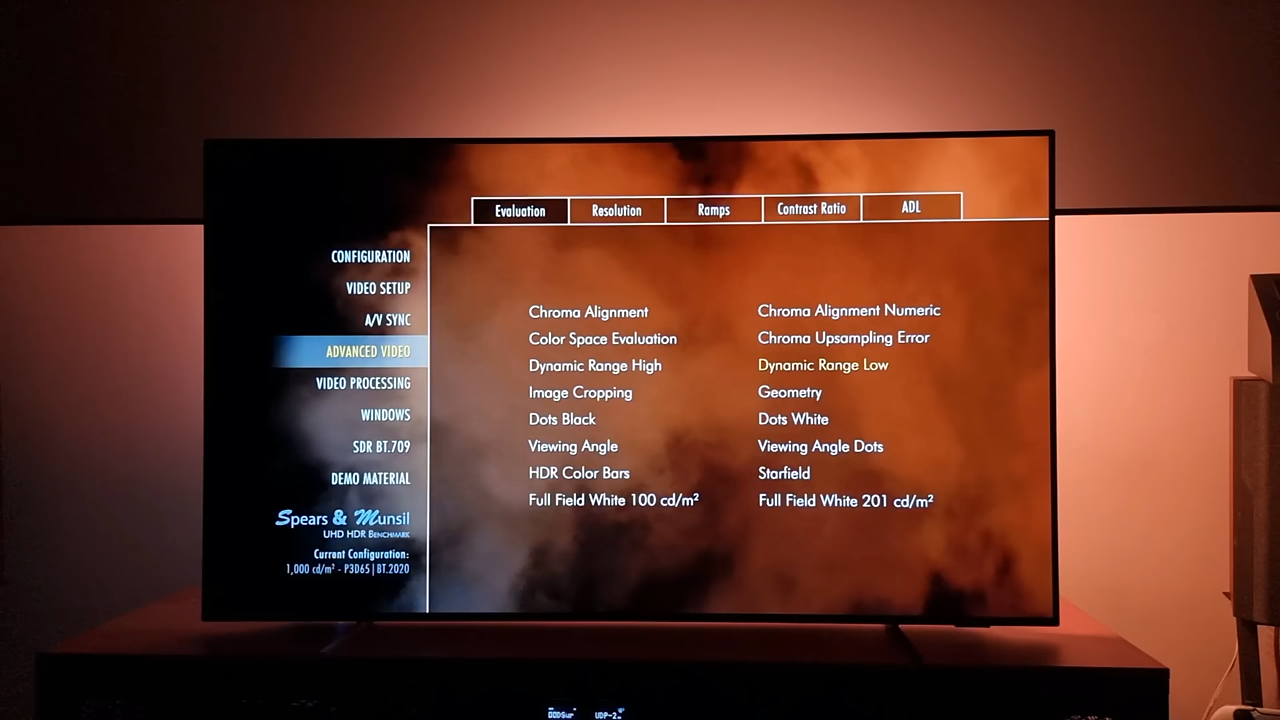 Evaluation Resolution Ramps Contrast Ratio ADL
CONFIGURATION
VIDEO SETUP
A/V SYNC
ADVANCED VIDEO
VIDEO PROCESSING
WINDOWS
SDR BT.709
DEMO MATERIAL
Spears & Munsil
UHD HDR BENCHMARK
Current Configuration:
1,000 cd/m² - P3D65 | BT.2020
Chroma Alignment Chroma Alignment Numeric
Color Space Evaluation Chroma Upsampling Error
Dynamic Range High Dynamic Range Low
Image Cropping Geometry
Dots Black Dots White
Viewing Angle Viewing Angle Dots
HDR Color Bars Starfield
Full Field White 100 cd/m² Full Field White 201 cd/m²